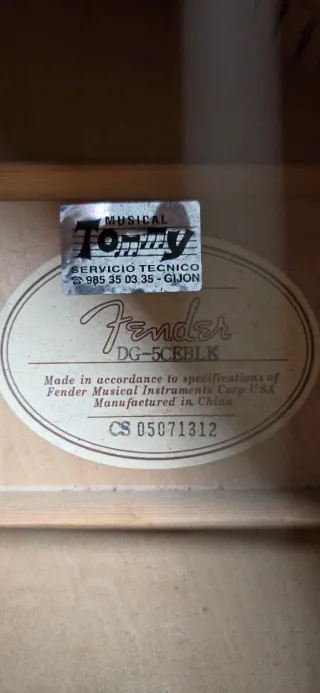 MUSICAL
Tommy
SERVICIO TECNICO
☎ 985 35 03 35 - GIJON
Fender
DG-5CEBLK
Made in accordance to specifications of
Fender Musical Instruments Corp USA
Manufactured in China
CS 05071312